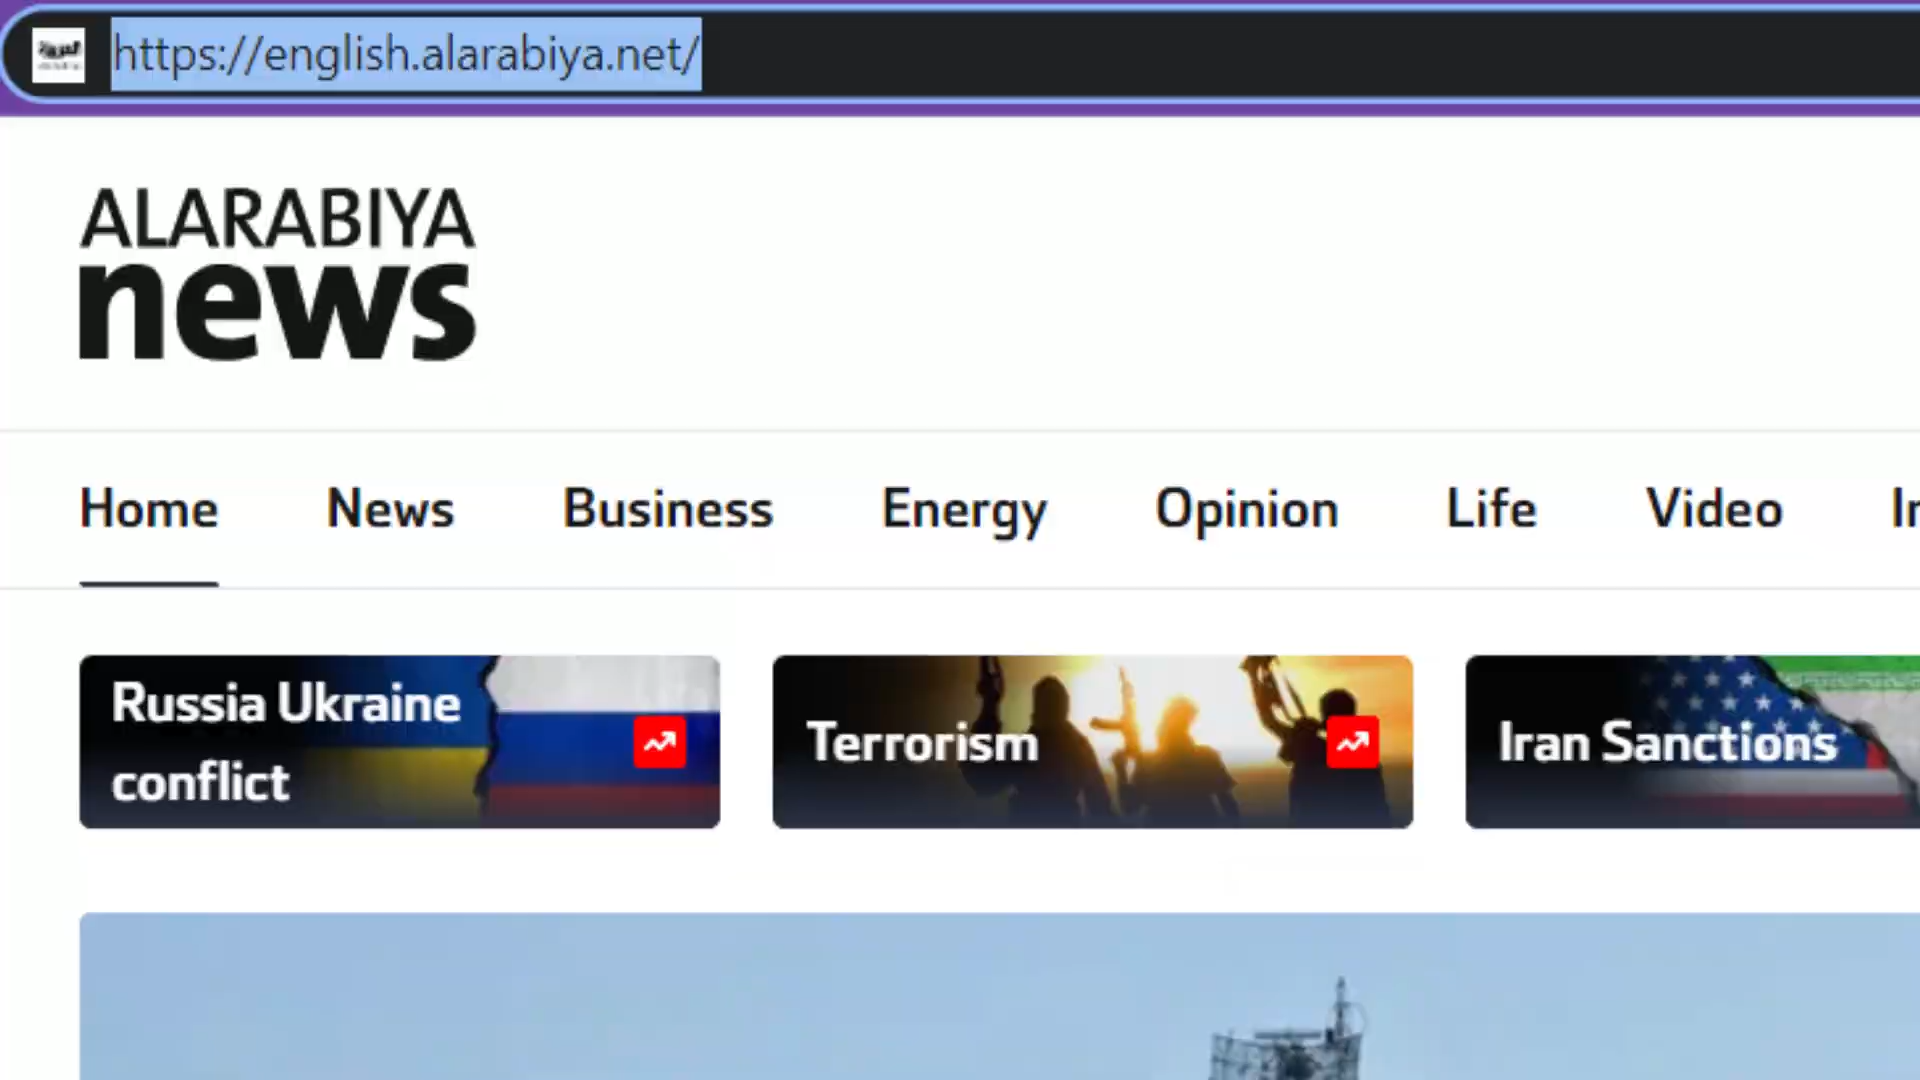 https://english.alarabiya.net/
ALARABIYA
news
Home News Business Energy Opinion Life Video
Russia Ukraine
conflict
Terrorism
Iran Sanctions